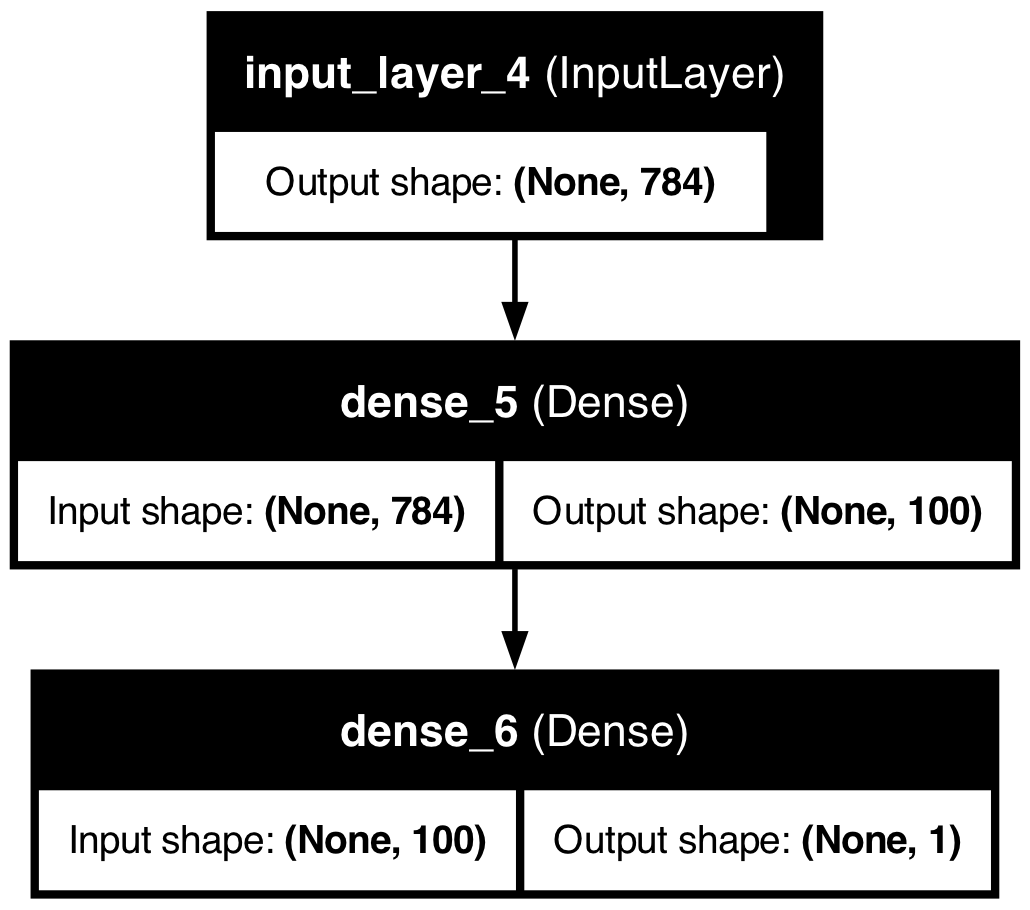 input_layer_4 (InputLayer)
Output shape: (None, 784)
dense_5 (Dense)
Input shape: (None, 784) Output shape: (None, 100)
dense_6 (Dense)
Input shape: (None, 100) Output shape: (None, 1)